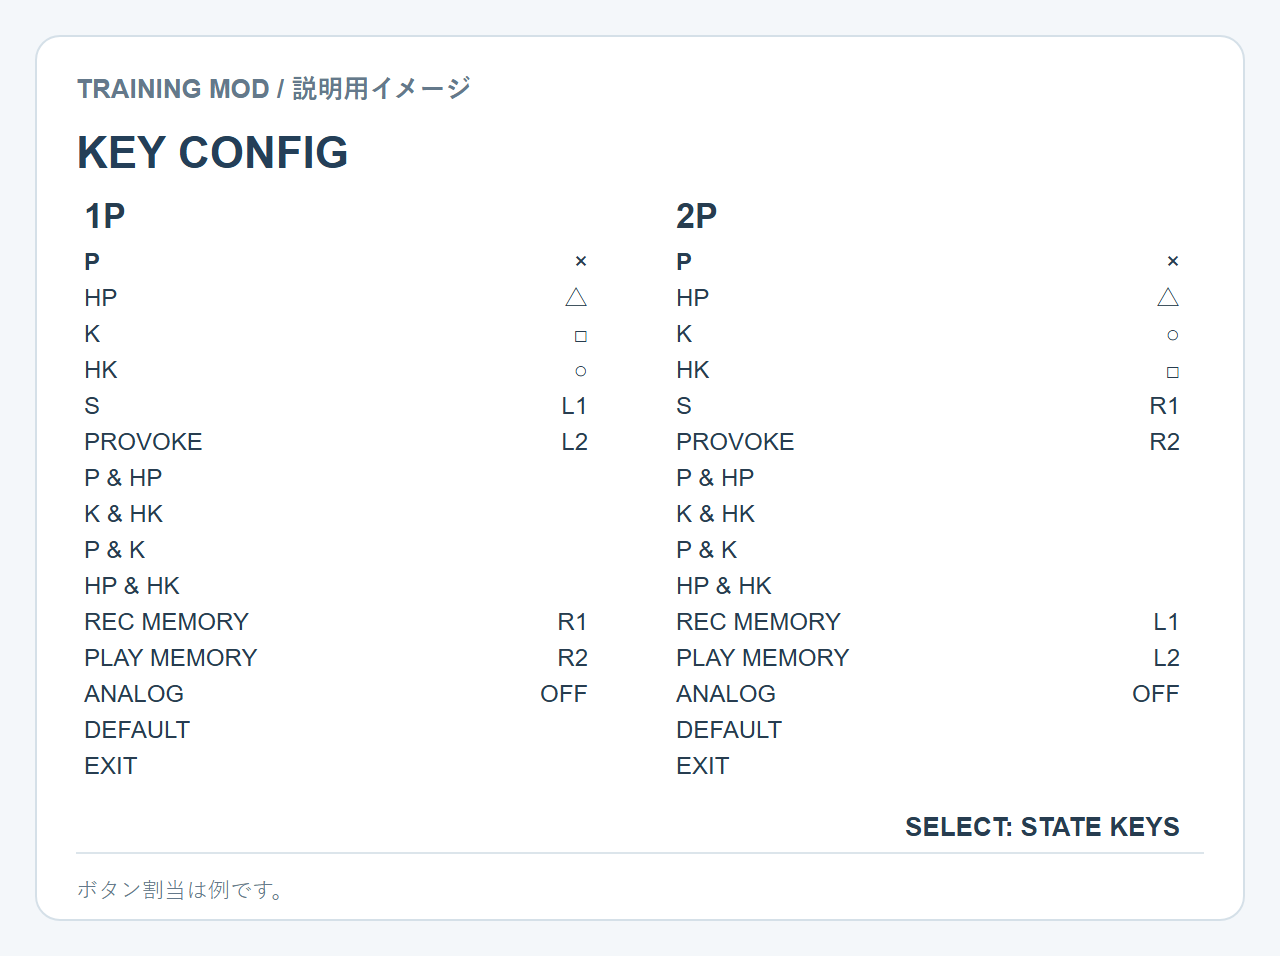 TRAINING MOD / 説明用イメージ
KEY CONFIG
1P
P ×
HP △
K □
HK ○
S L1
PROVOKE L2
P & HP
K & HK
P & K
HP & HK
REC MEMORY R1
PLAY MEMORY R2
ANALOG OFF
DEFAULT
EXIT
2P
P ×
HP △
K ○
HK □
S R1
PROVOKE R2
P & HP
K & HK
P & K
HP & HK
REC MEMORY L1
PLAY MEMORY L2
ANALOG OFF
DEFAULT
EXIT
SELECT: STATE KEYS
ボタン割当は例です。